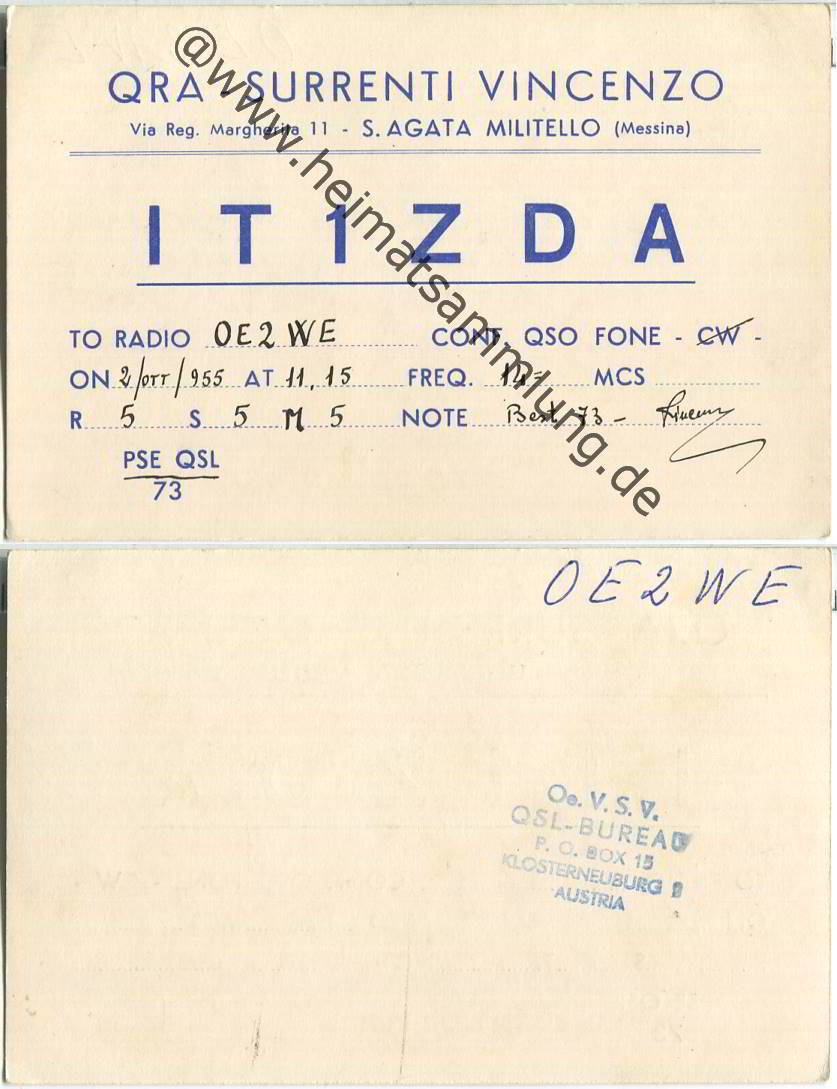 QRA - SURRENTI VINCENZO
Via Reg. Margherita 11 - S. AGATA MILITELLO (Messina)
IT1ZDA
TO RADIO OE2WE CONF. QSO FONE - CW -
ON 2/OTT/955 AT 11,15 FREQ. 14= MCS
R 5 S 5 M 5 NOTE Best 73 -
PSE QSL
73
@www.heimatsammlung.de
OE2WE
Oe. V. S. V.
QSL-BUREAU
P. O. BOX 15
KLOSTERNEUBURG 2
AUSTRIA